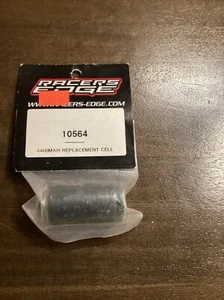 RACERS
EDGE
WWW.RACERS-EDGE.COM
10564
4400MAH REPLACEMENT CELL